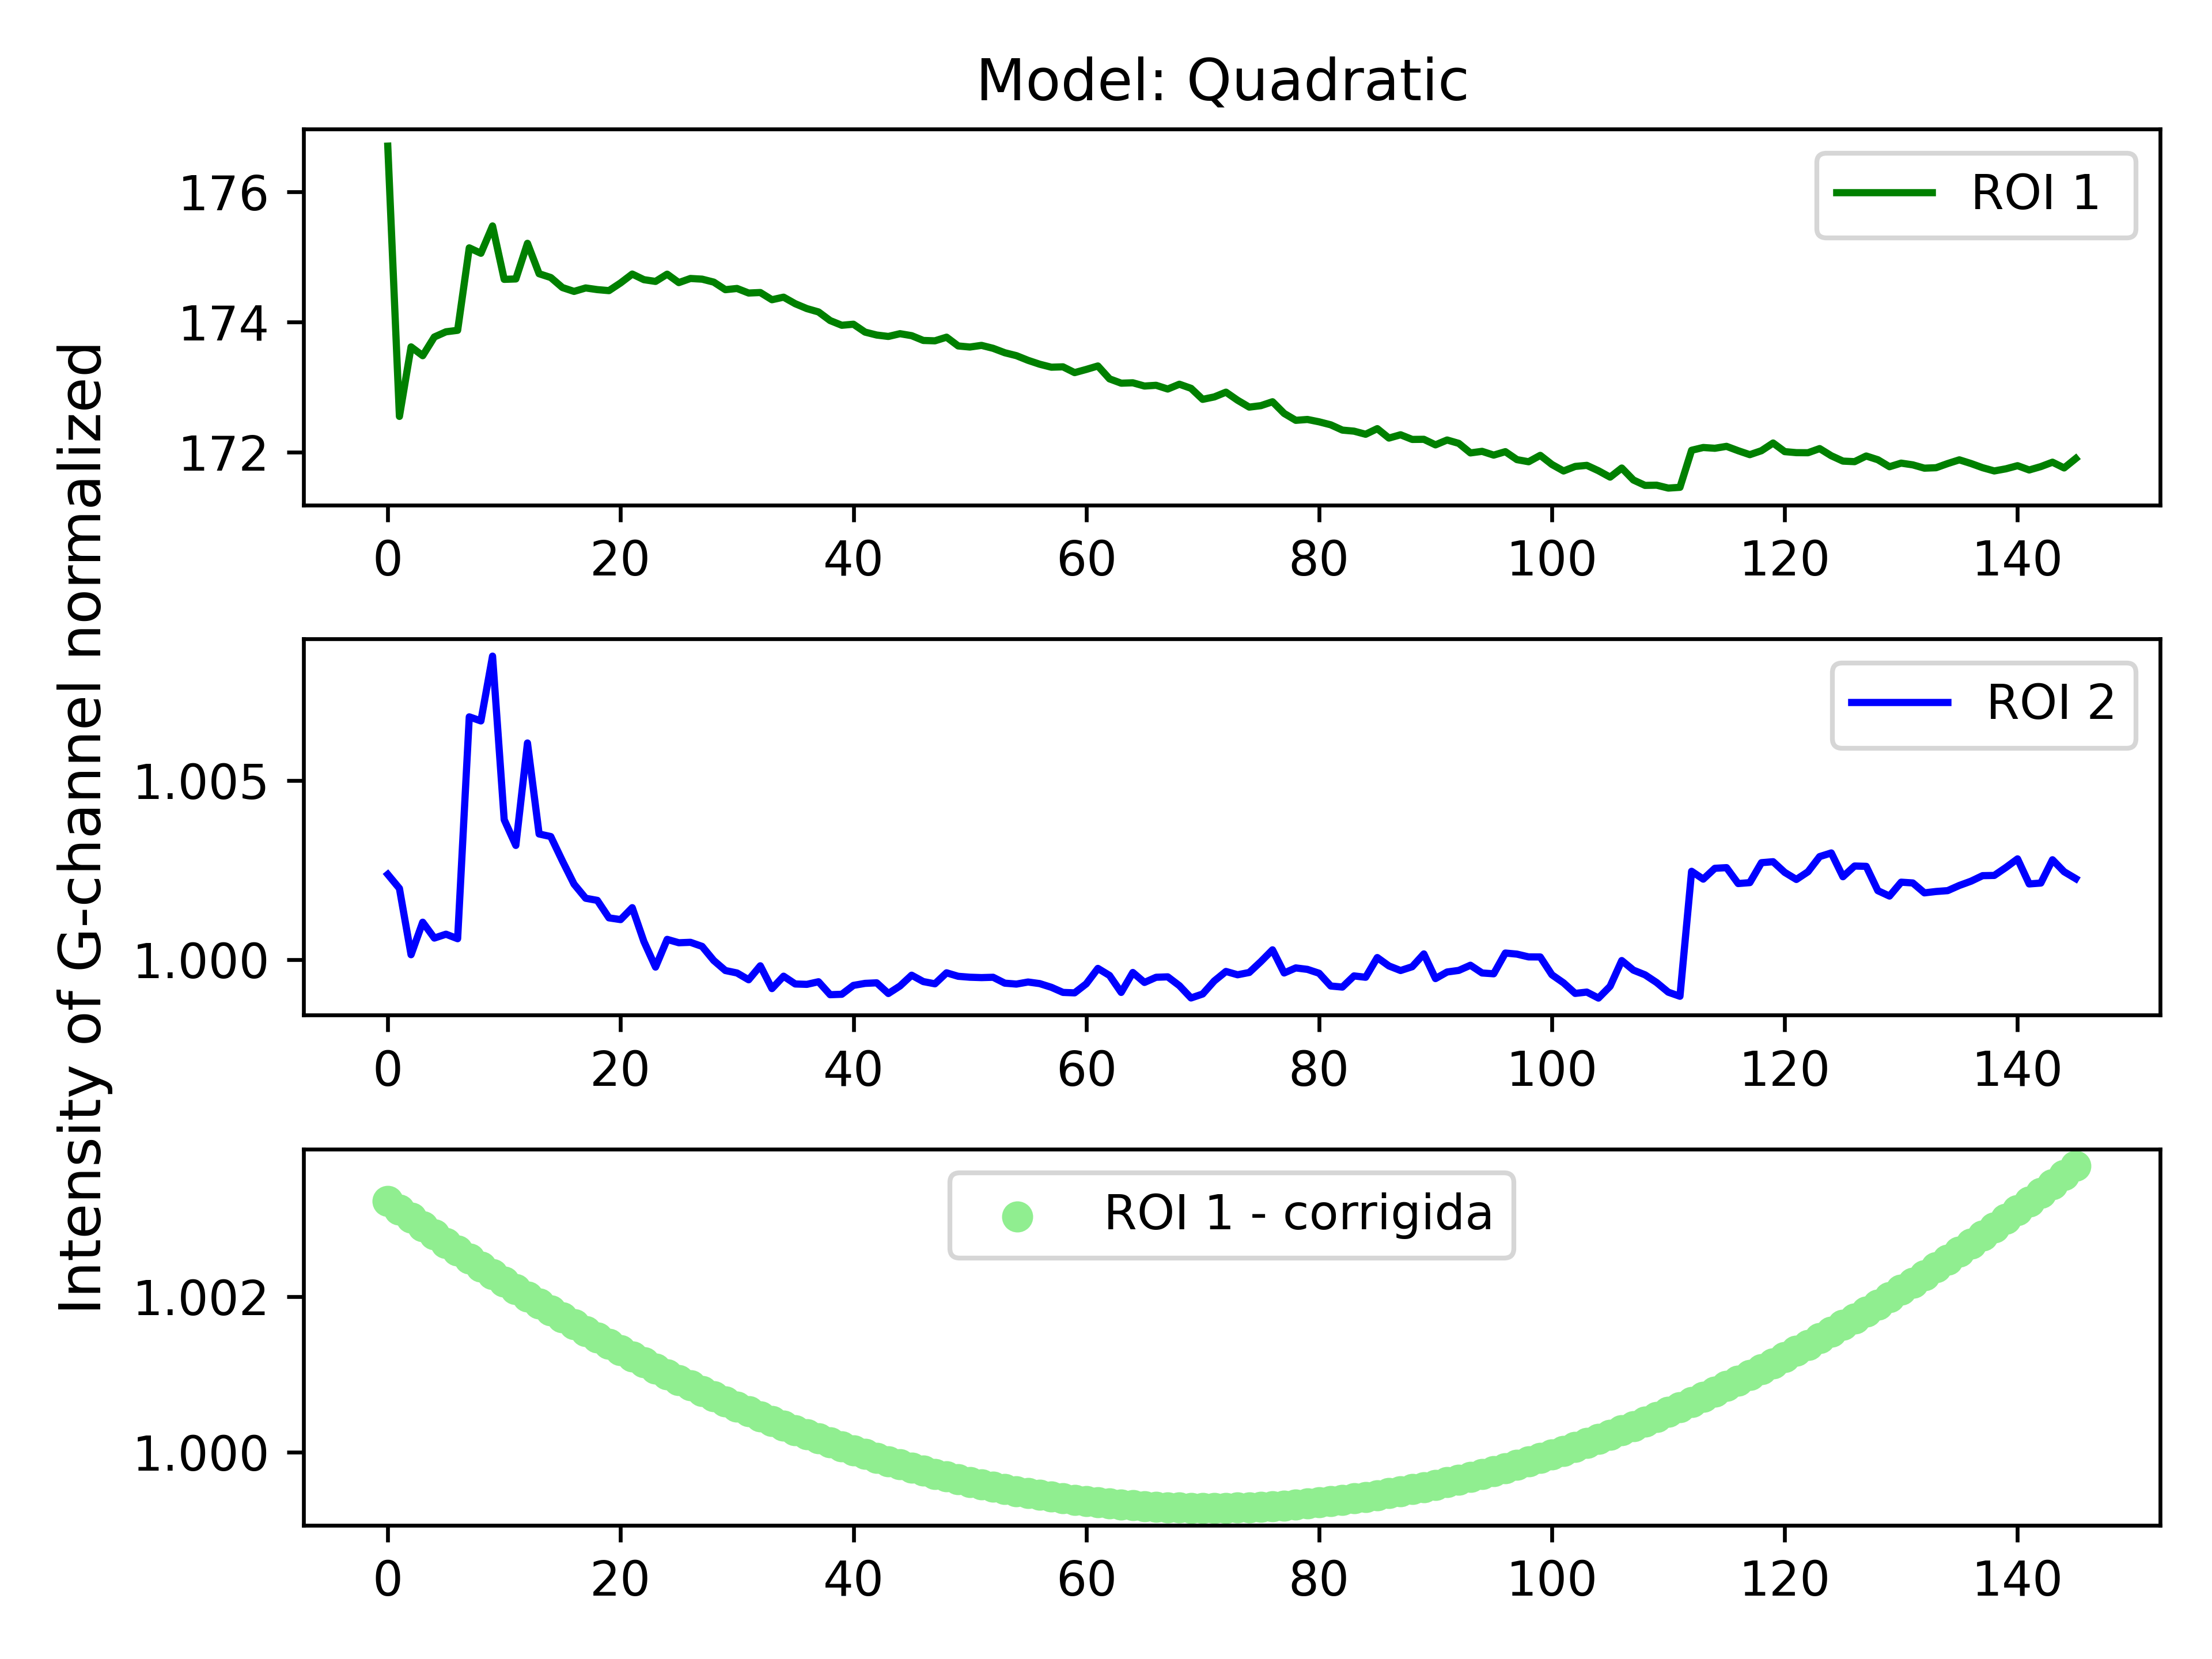 Model: Quadratic
Intensity of G-channel normalized
176
174
172
ROI 1
0 20 40 60 80 100 120 140
1.005
1.000
ROI 2
0 20 40 60 80 100 120 140
1.002
1.000
ROI 1 - corrigida
0 20 40 60 80 100 120 140